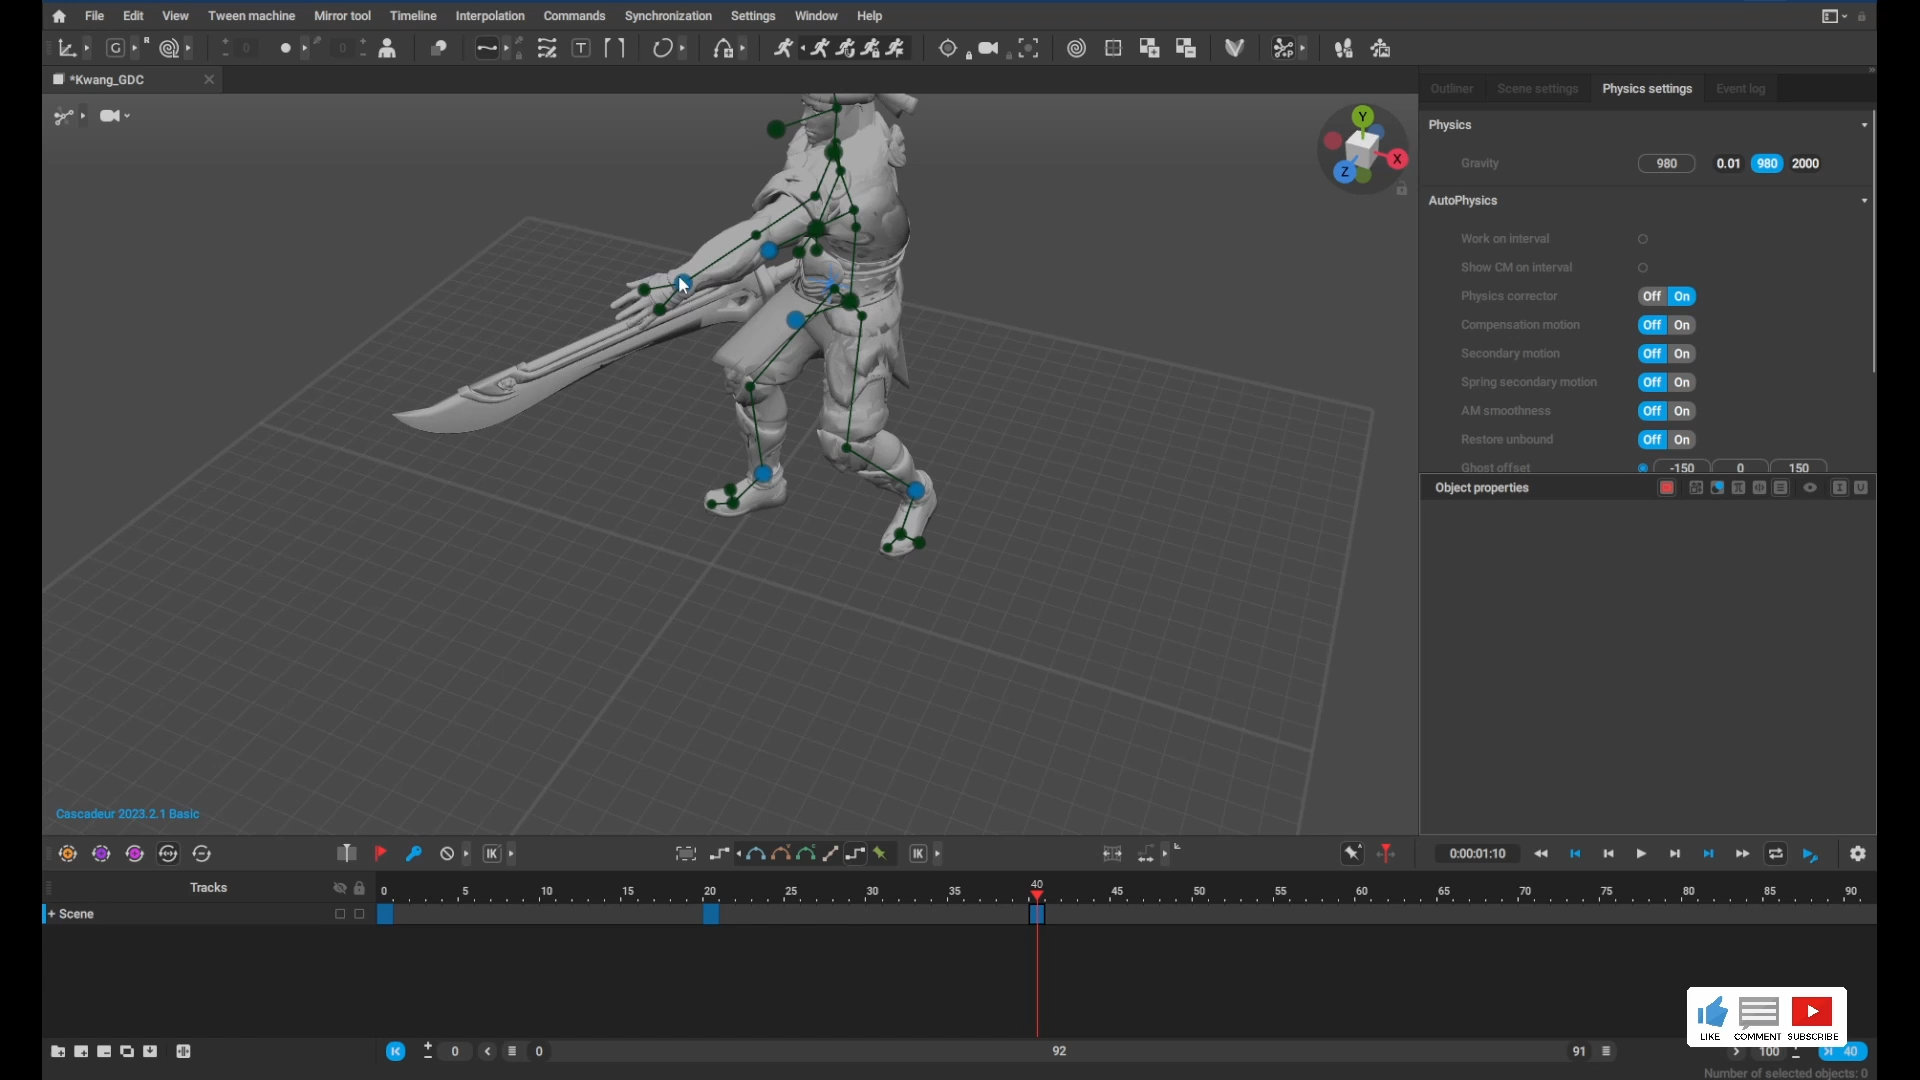 File Edit View Tween machine Mirror tool Timeline Interpolation Commands Synchronization Settings Window Help
G R 0 0 T
*Kwang_GDC
Outliner Scene settings Physics settings Event log
Y
X
Z
Physics
Gravity 980 0.01 980 2000
AutoPhysics
Work on interval
Show CM on interval
Physics corrector Off On
Compensation motion Off On
Secondary motion Off On
Spring secondary motion Off On
AM smoothness Off On
Restore unbound Off On
Ghost offset -150 0 150
Object properties
Cascadeur 2023.2.1 Basic
IK IK 0:00:01:10
Tracks 0 5 10 15 20 25 30 35 40 45 50 55 60 65 70 75 80 85 90
+ Scene
LIKE COMMENT SUBSCRIBE
0 0 92 91 100 40
Number of selected objects: 0